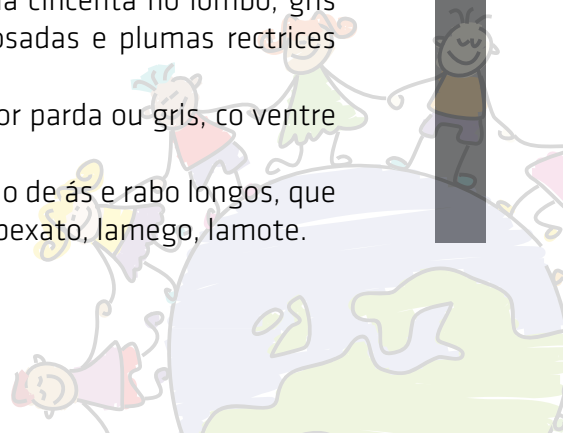 cincenta no lombo, gris
osadas e plumas rectrices
or parda ou gris, co ventre
o de ás e rabo longos, que
pexato, lamego, lamote.